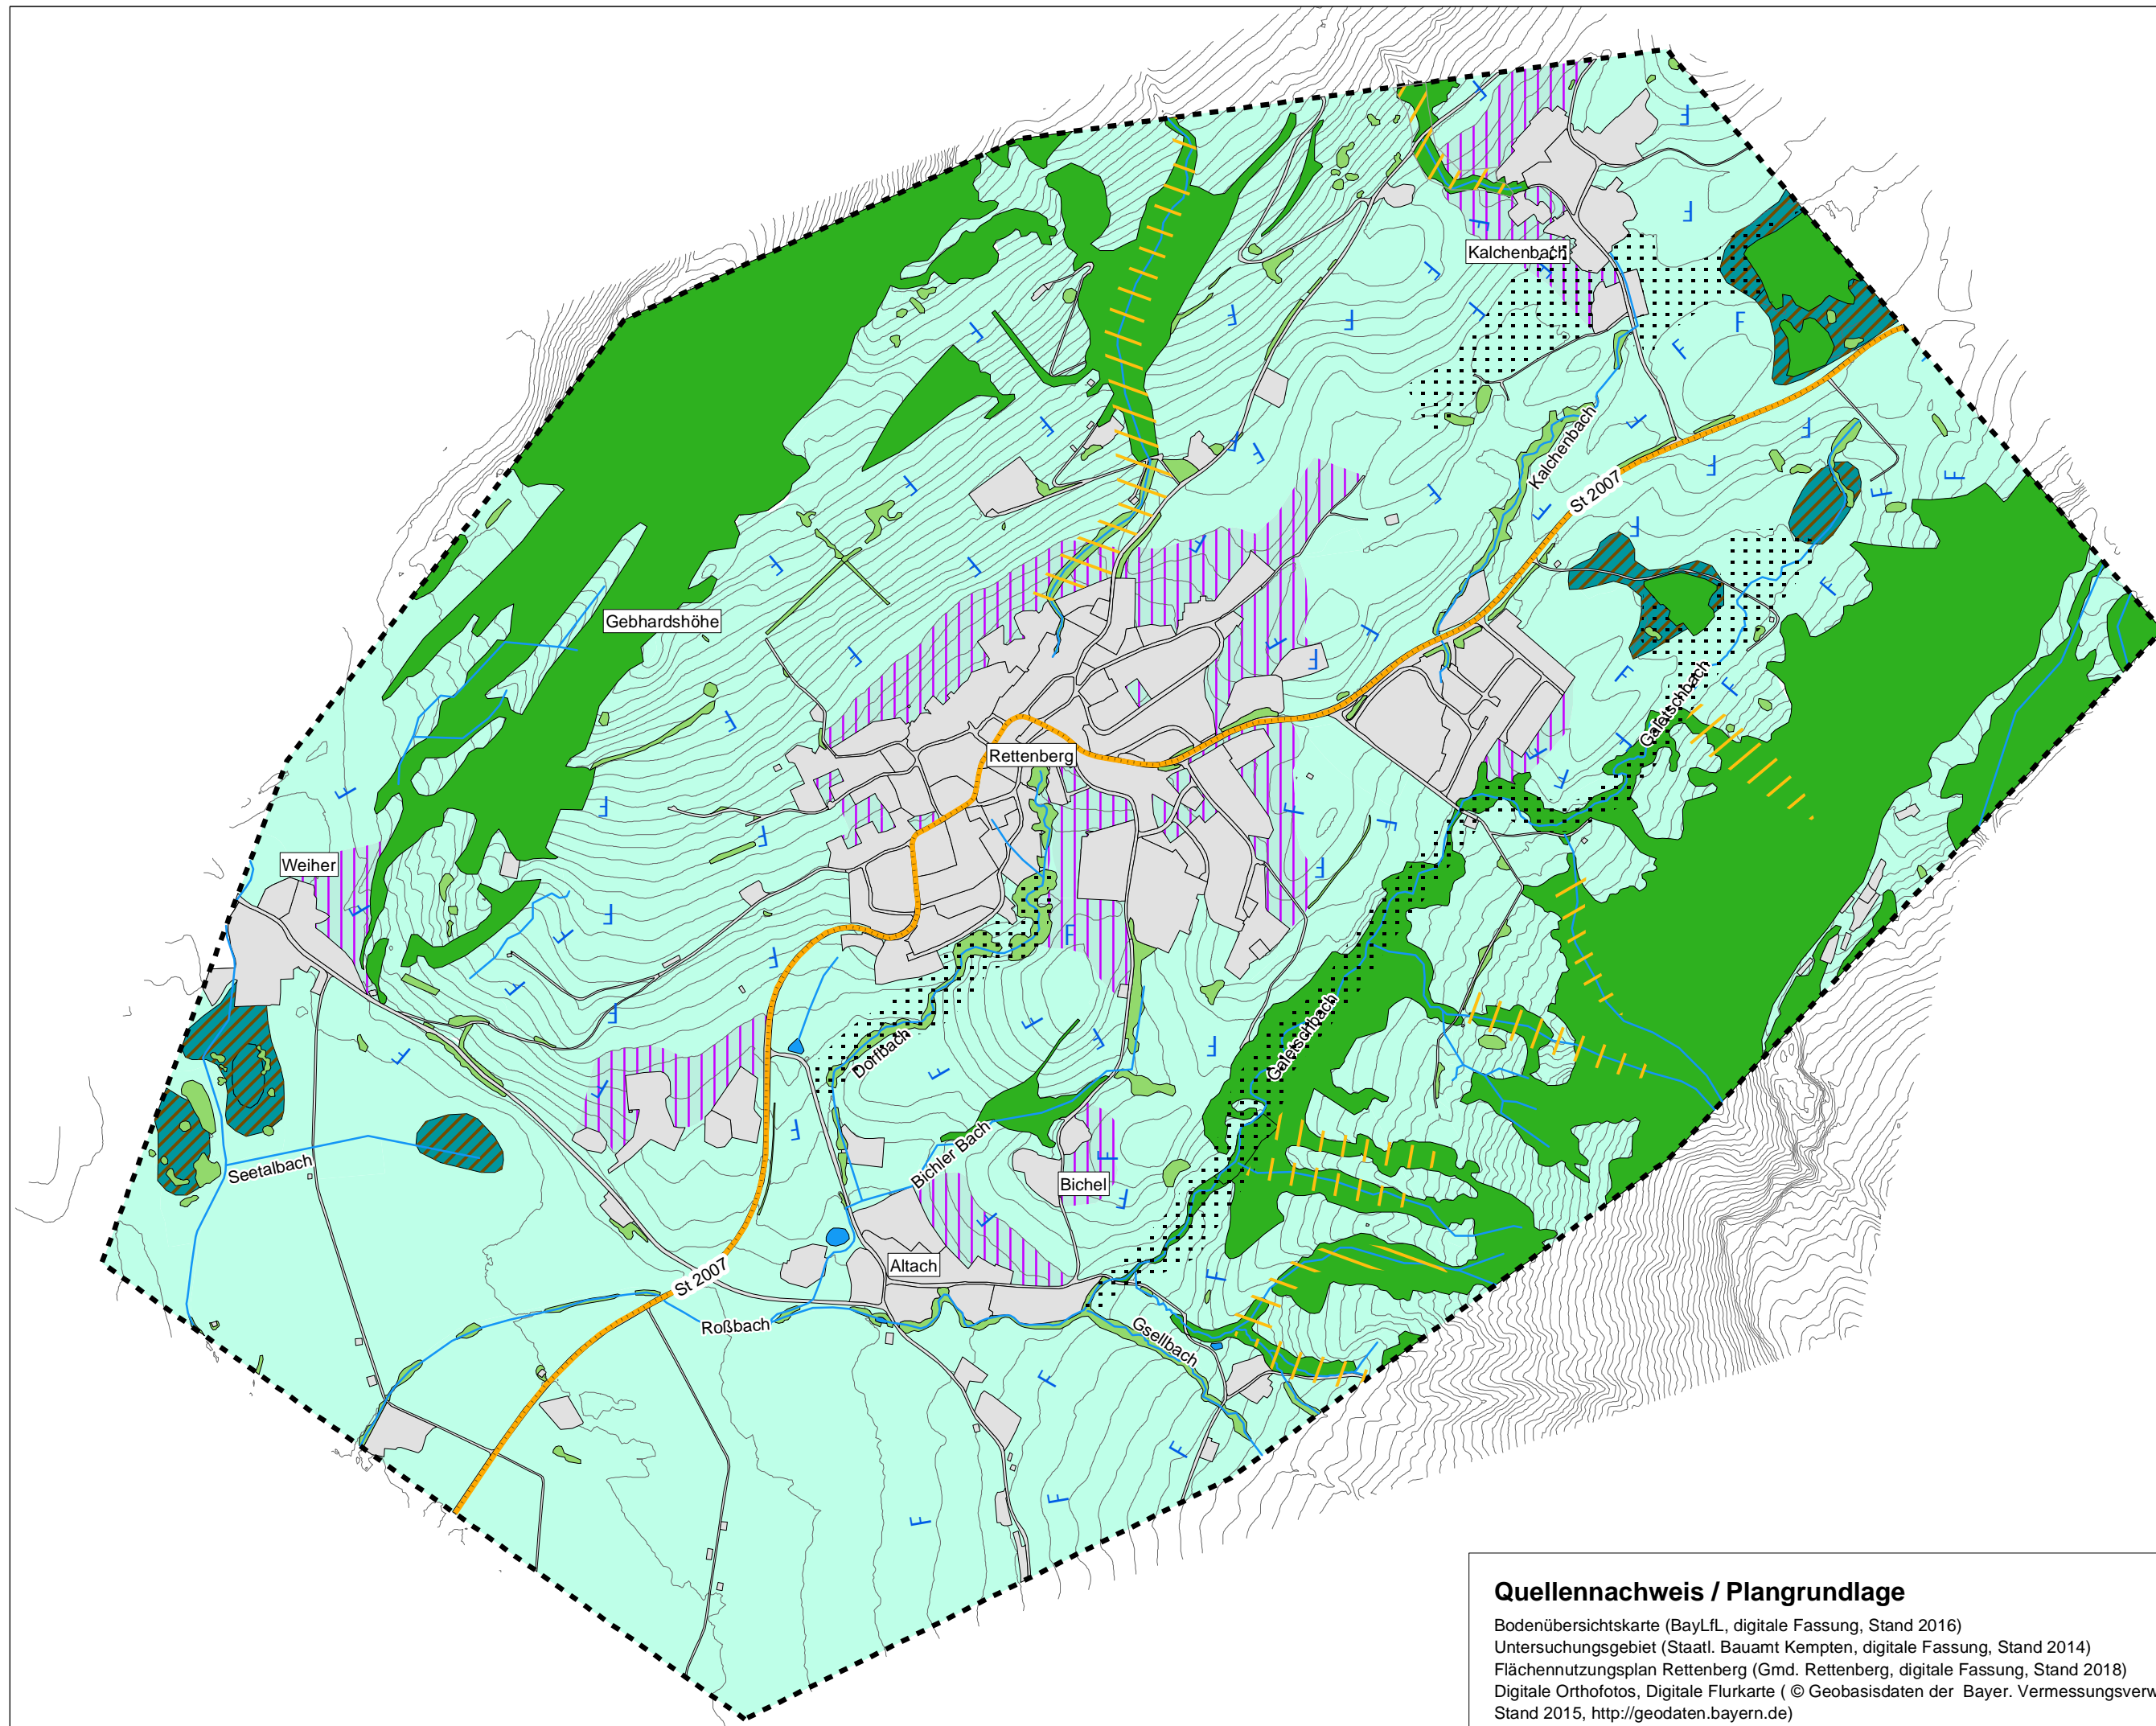 Kalchenbach
Kalchenbach
St 2007
Gebhardshöhe
Galetschbach
Rettenberg
Weiher
Galetschbach
Dorfbach
Bichler Bach
Seetalbach
Bichel
Altach
St 2007
Roßbach
Gsellbach
Quellennachweis / Plangrundlage
Bodenübersichtskarte (BayLfL, digitale Fassung, Stand 2016)
Untersuchungsgebiet (Staatl. Bauamt Kempten, digitale Fassung, Stand 2014)
Flächennutzungsplan Rettenberg (Gmd. Rettenberg, digitale Fassung, Stand 2018)
Digitale Orthofotos, Digitale Flurkarte ( © Geobasisdaten der Bayer. Vermessungsverw
Stand 2015, http://geodaten.bayern.de)